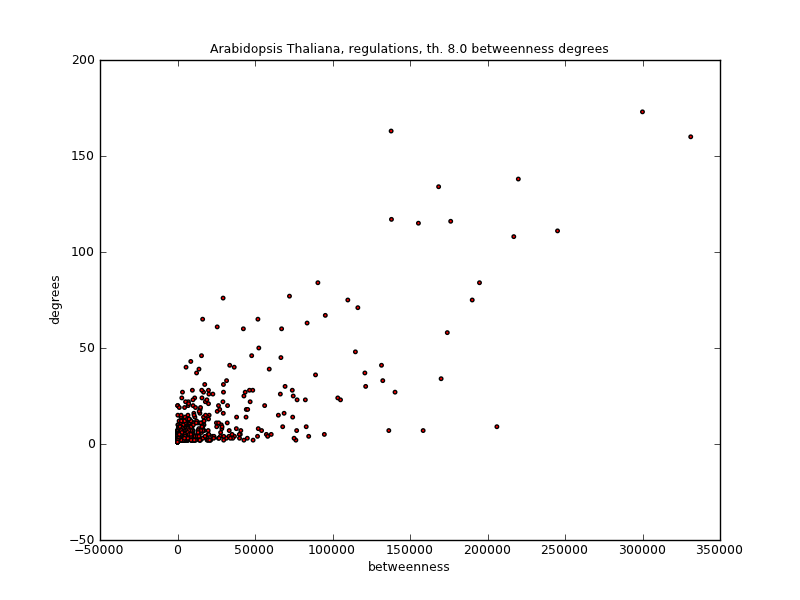 Arabidopsis Thaliana, regulations, th. 8.0 betweenness degrees
200
150
100
50
0
−50
degrees
−50000 0 50000 100000 150000 200000 250000 300000 350000
betweenness